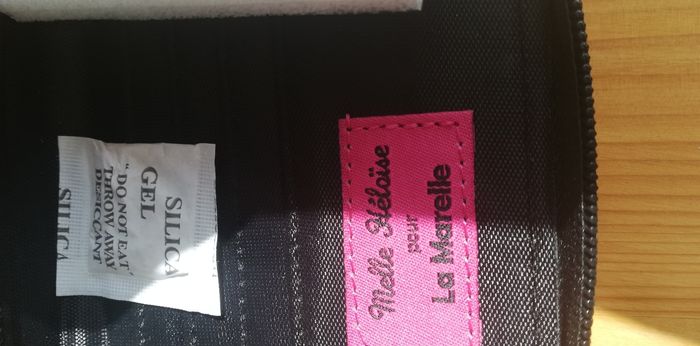 SILICA
GEL
"DO NOT EAT"
THROW AWAY
DESICCANT
SILICA
Melle Héloïse
pour
La Marelle